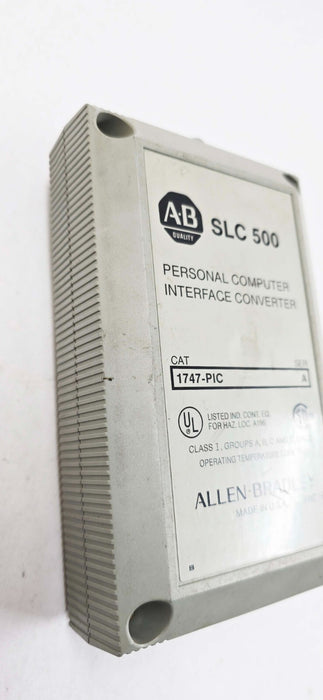 A·B
QUALITY
SLC 500
PERSONAL COMPUTER
INTERFACE CONVERTER
CAT SER
1747-PIC A
UL
LISTED IND. CONT. EQ.
FOR HAZ. LOC. A196
CLASS I, GROUPS A, B, C AND
OPERATING TEMPERATURE
ALLEN-BRADLEY
MADE IN U.S.A.